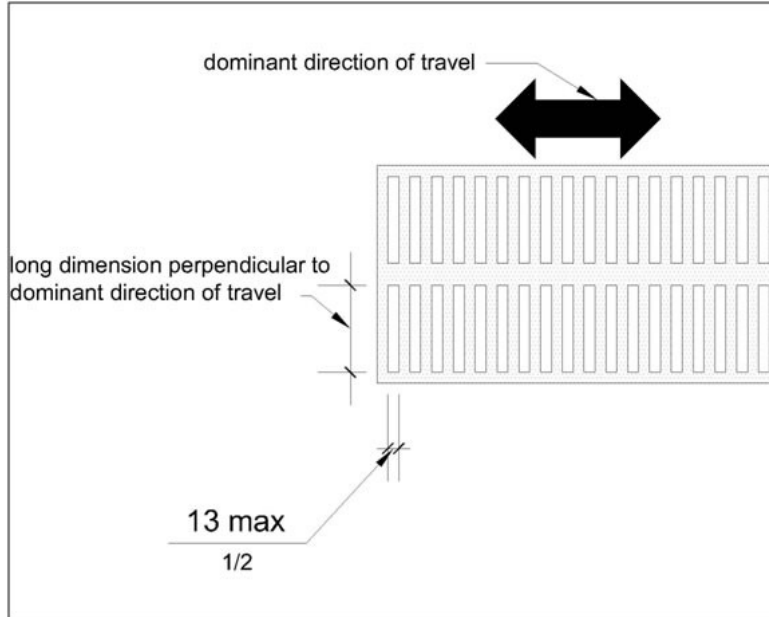 dominant direction of travel
long dimension perpendicular to
dominant direction of travel
13 max
1/2